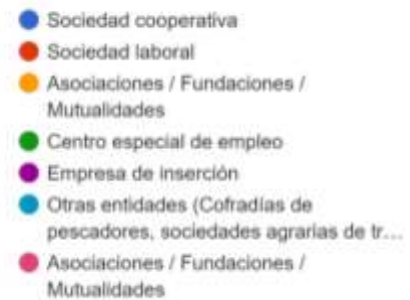 Sociedad cooperativa
Sociedad laboral
Asociaciones / Fundaciones /
Mutualidades
Centro especial de empleo
Empresa de inserción
Otras entidades (Cofradías de
pescadores, sociedades agrarias de tr...
Asociaciones / Fundaciones /
Mutualidades